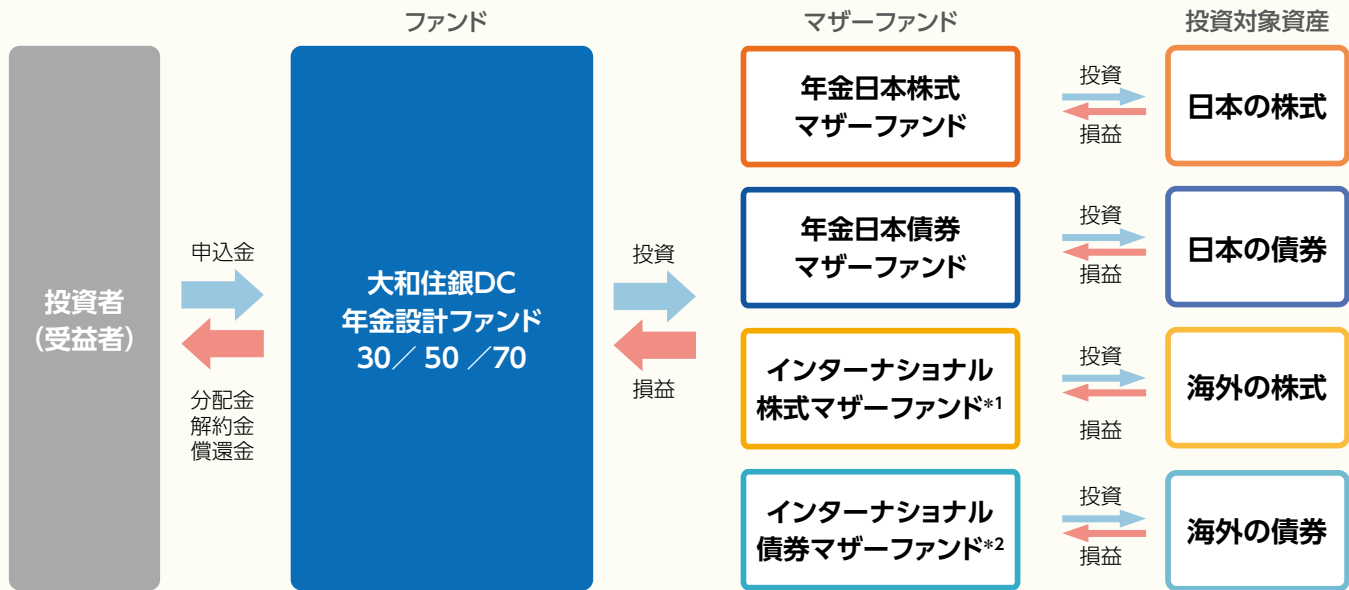 ファンド
マザーファンド
投資対象資産
投資者
(受益者)
申込金
分配金
解約金
償還金
大和住銀DC
年金設計ファンド
30／ 50 ／70
投資
損益
年金日本株式
マザーファンド
投資
損益
日本の株式
年金日本債券
マザーファンド
投資
損益
日本の債券
インターナショナル
株式マザーファンド*1
投資
損益
海外の株式
インターナショナル
債券マザーファンド*2
投資
損益
海外の債券